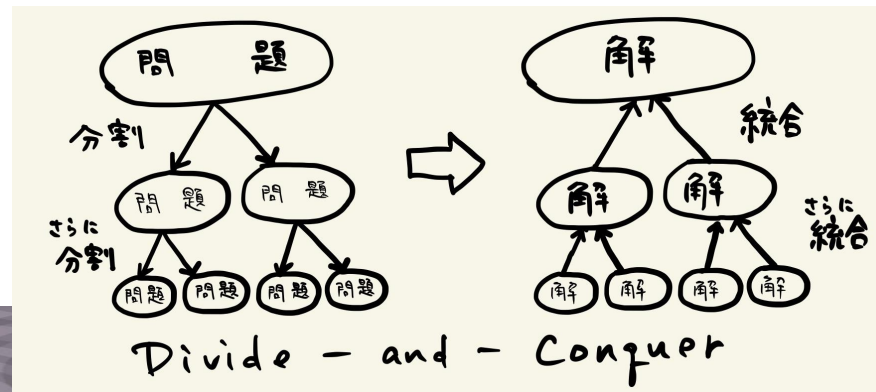 問題
解
分割
統合
問題 問題
解 解
さらに
分割
さらに
統合
問題 問題 問題 問題
解 解 解 解
Divide - and - Conquer